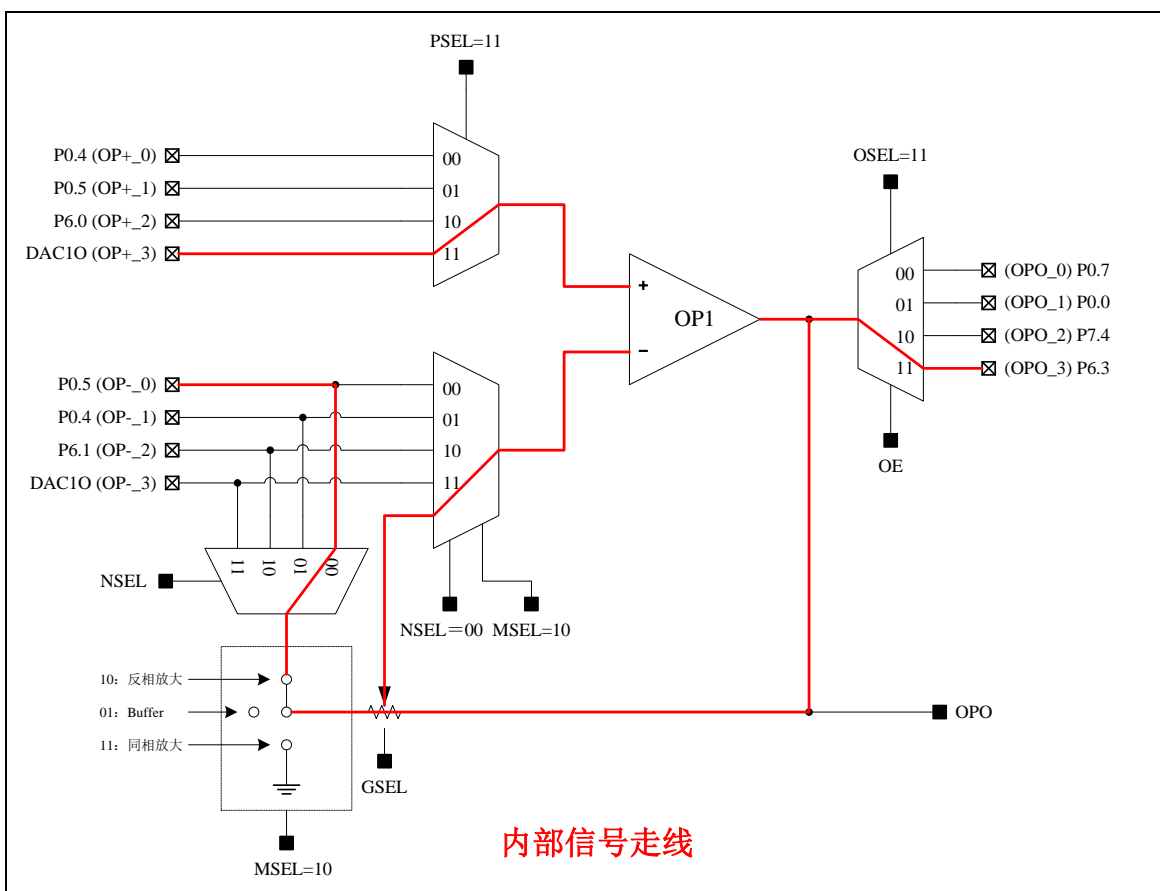 PSEL=11
P0.4 (OP+_0)
P0.5 (OP+_1)
P6.0 (OP+_2)
DAC1O (OP+_3)
00
01
10
11
OSEL=11
+
OP1
−
00
01
10
11
(OPO_0) P0.7
(OPO_1) P0.0
(OPO_2) P7.4
(OPO_3) P6.3
OE
P0.5 (OP-_0)
P0.4 (OP-_1)
P6.1 (OP-_2)
DAC1O (OP-_3)
00
01
10
11
11
10
01
00
NSEL
NSEL＝00
MSEL=10
10：反相放大
01：Buffer
11：同相放大
GSEL
OPO
MSEL=10
内部信号走线